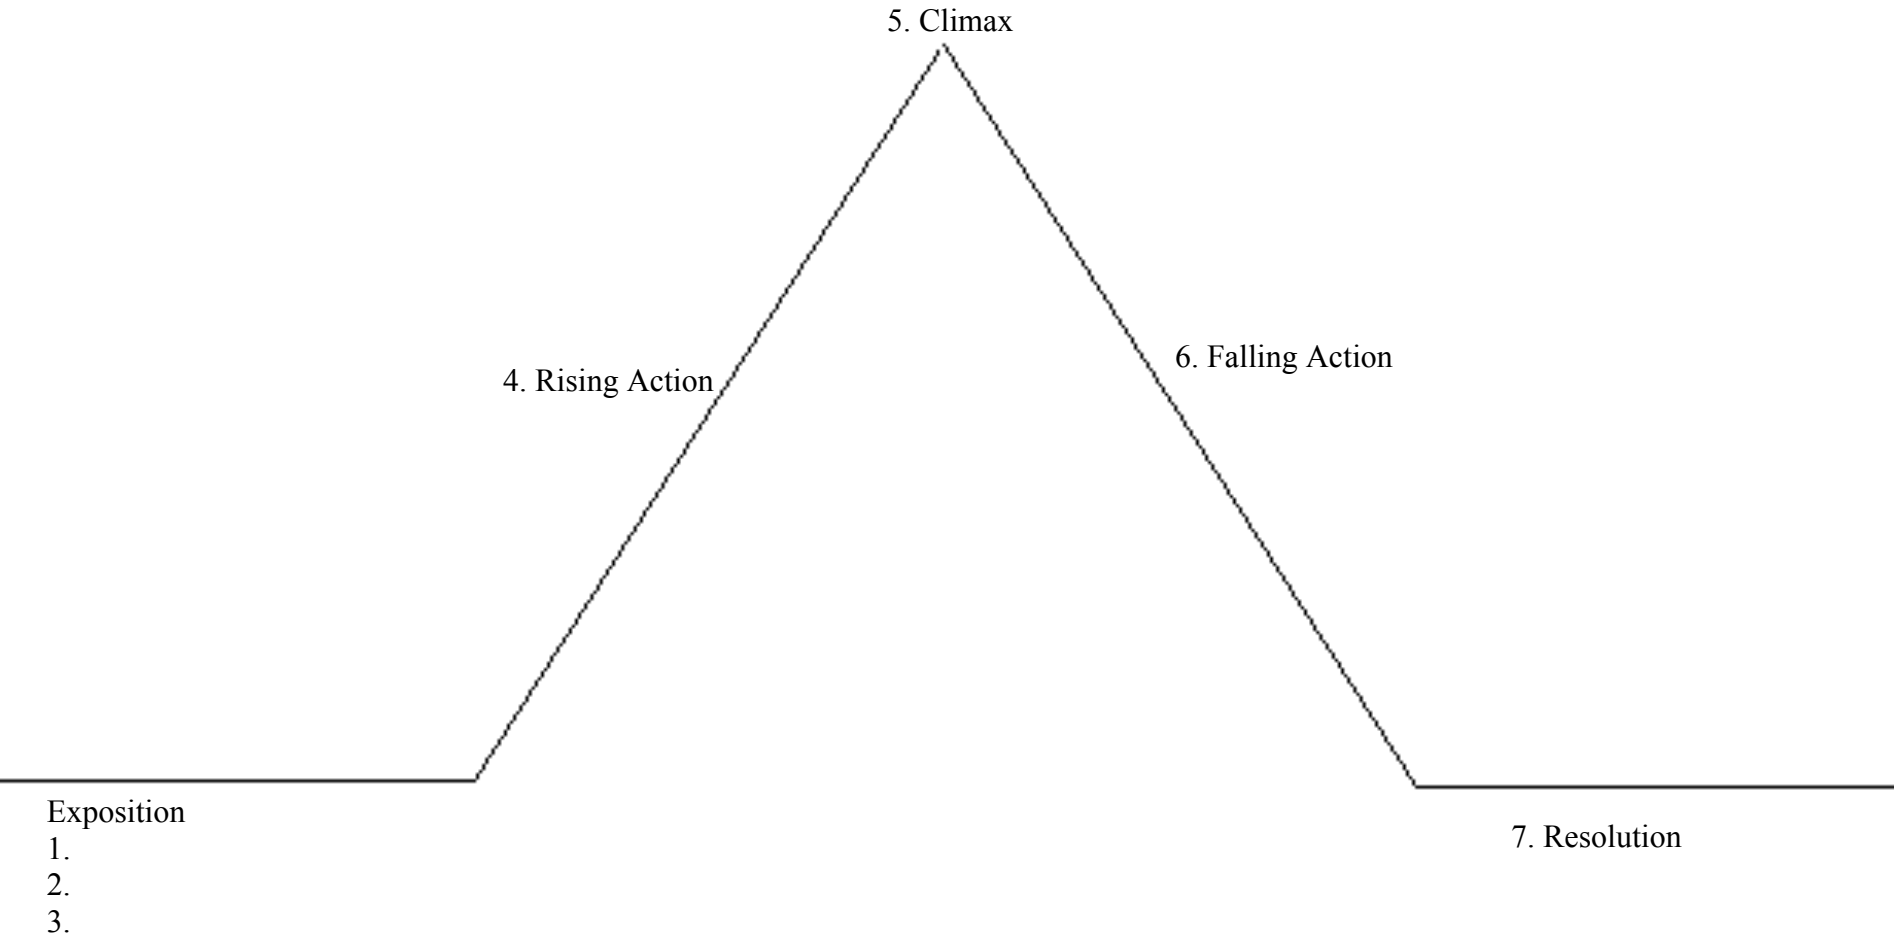 5. Climax
6. Falling Action
4. Rising Action
Exposition
1.
2.
3.
7. Resolution